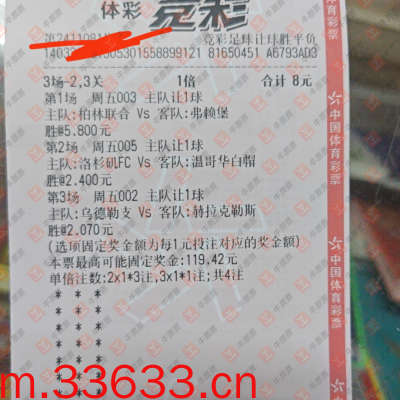 体彩 竞彩
竞彩足球让球胜平负
5301558899121 81650451 A6793AD3
3场-2,3关 1倍 合计 8元
第1场 周五003 主队让1球
主队:柏林联合 Vs 客队:弗赖堡
胜@5.800元
第2场 周五005 主队让1球
主队:洛杉矶FC Vs 客队:温哥华白帽
胜@2.400元
第3场 周五002 主队让1球
主队:乌德勒支 Vs 客队:赫拉克勒斯
胜@2.070元
(选项固定奖金额为每1元投注对应的奖金额)
本票最高可能固定奖金:119.42元
单倍注数:2x1*3注,3x1*1注;共4注
中国体育彩票
中国体育彩票
m.33633.cn